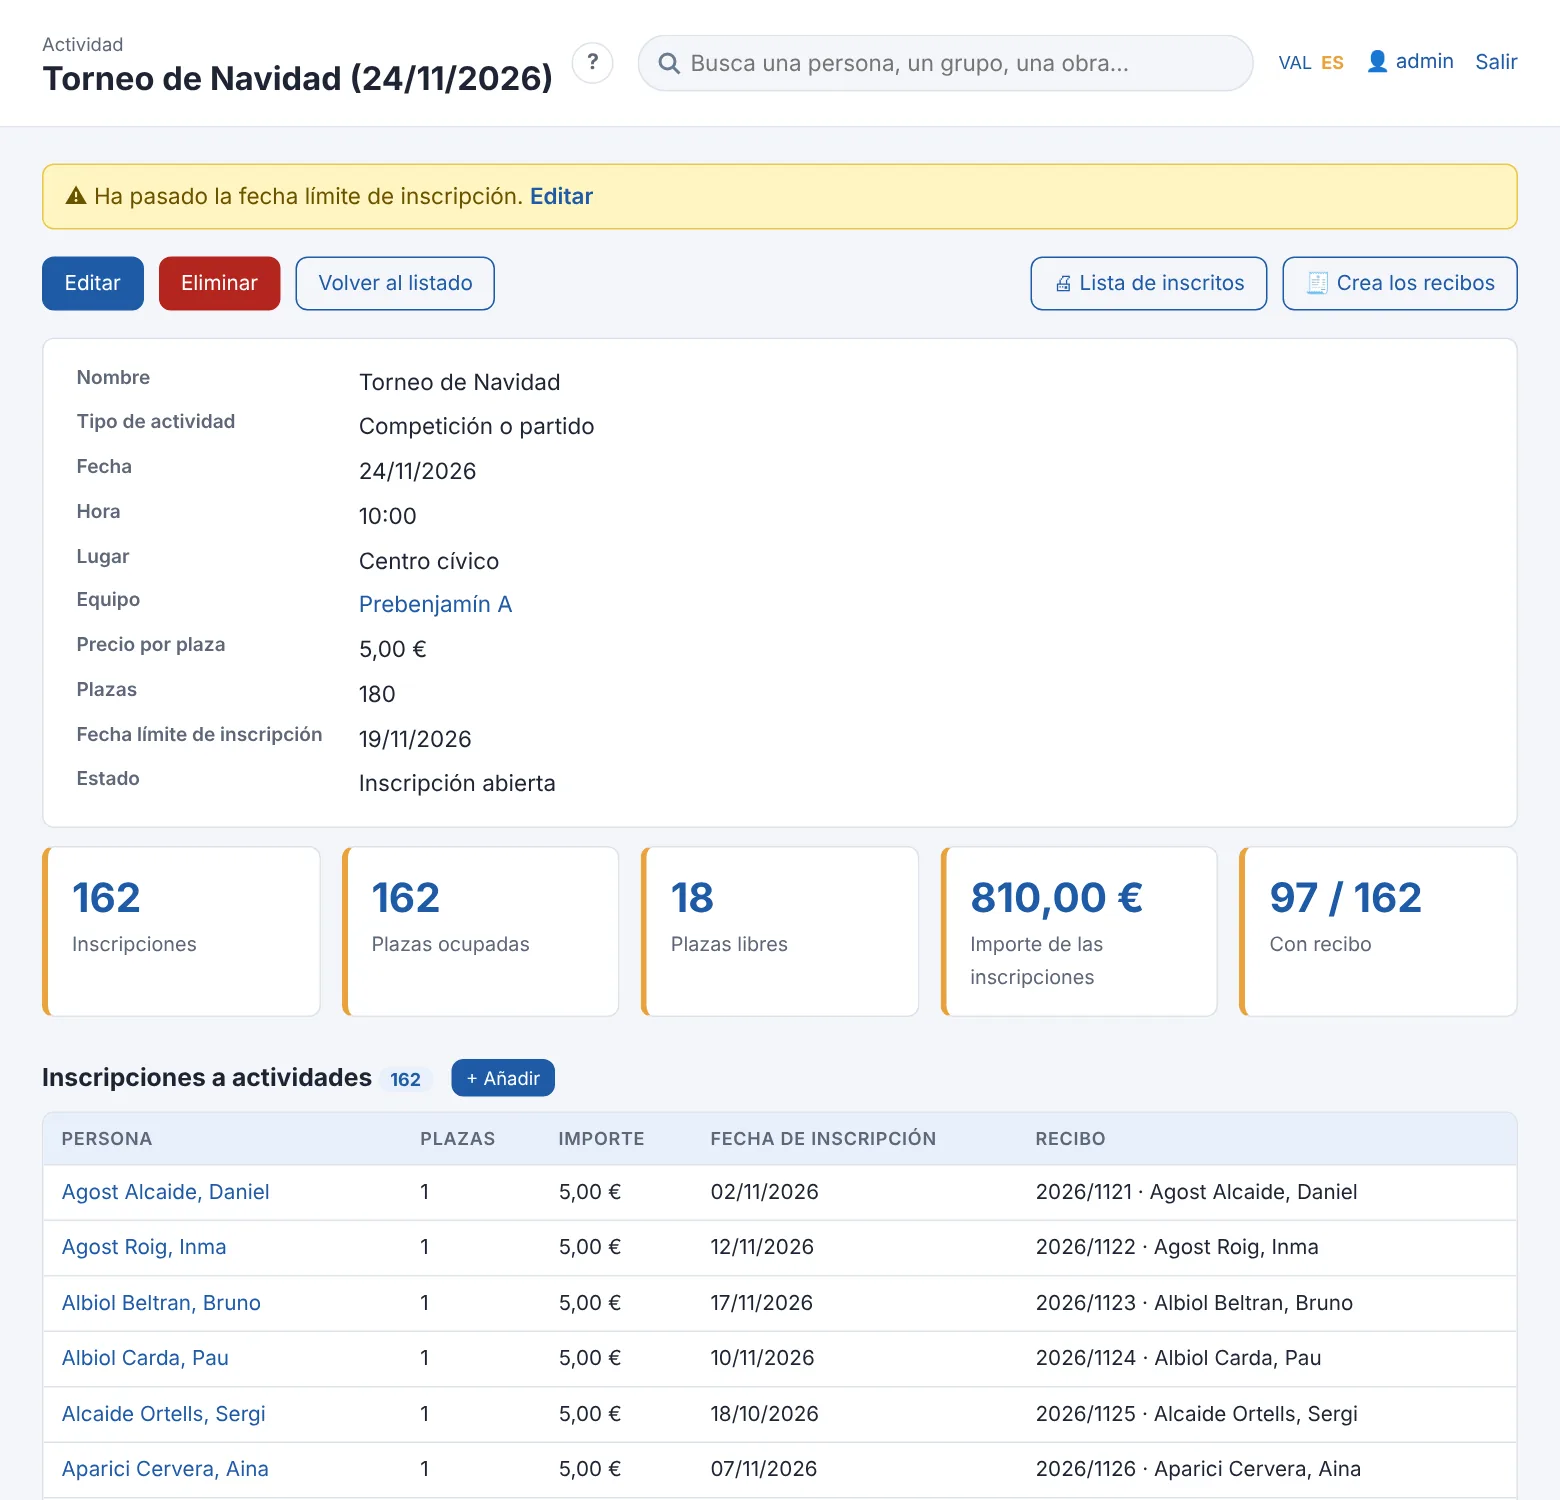 Actividad
Torneo de Navidad (24/11/2026)
?
Busca una persona, un grupo, una obra...
VAL ES
admin
Salir
Ha pasado la fecha límite de inscripción. Editar
Editar
Eliminar
Volver al listado
Lista de inscritos
Crea los recibos
Nombre
Torneo de Navidad
Tipo de actividad
Competición o partido
Fecha
24/11/2026
Hora
10:00
Lugar
Centro cívico
Equipo
Prebenjamín A
Precio por plaza
5,00 €
Plazas
180
Fecha límite de inscripción
19/11/2026
Estado
Inscripción abierta
162
Inscripciones
162
Plazas ocupadas
18
Plazas libres
810,00 €
Importe de las
inscripciones
97 / 162
Con recibo
Inscripciones a actividades 162 + Añadir
PERSONA PLAZAS IMPORTE FECHA DE INSCRIPCIÓN RECIBO
Agost Alcaide, Daniel 1 5,00 € 02/11/2026 2026/1121 · Agost Alcaide, Daniel
Agost Roig, Inma 1 5,00 € 12/11/2026 2026/1122 · Agost Roig, Inma
Albiol Beltran, Bruno 1 5,00 € 17/11/2026 2026/1123 · Albiol Beltran, Bruno
Albiol Carda, Pau 1 5,00 € 10/11/2026 2026/1124 · Albiol Carda, Pau
Alcaide Ortells, Sergi 1 5,00 € 18/10/2026 2026/1125 · Alcaide Ortells, Sergi
Aparici Cervera, Aina 1 5,00 € 07/11/2026 2026/1126 · Aparici Cervera, Aina